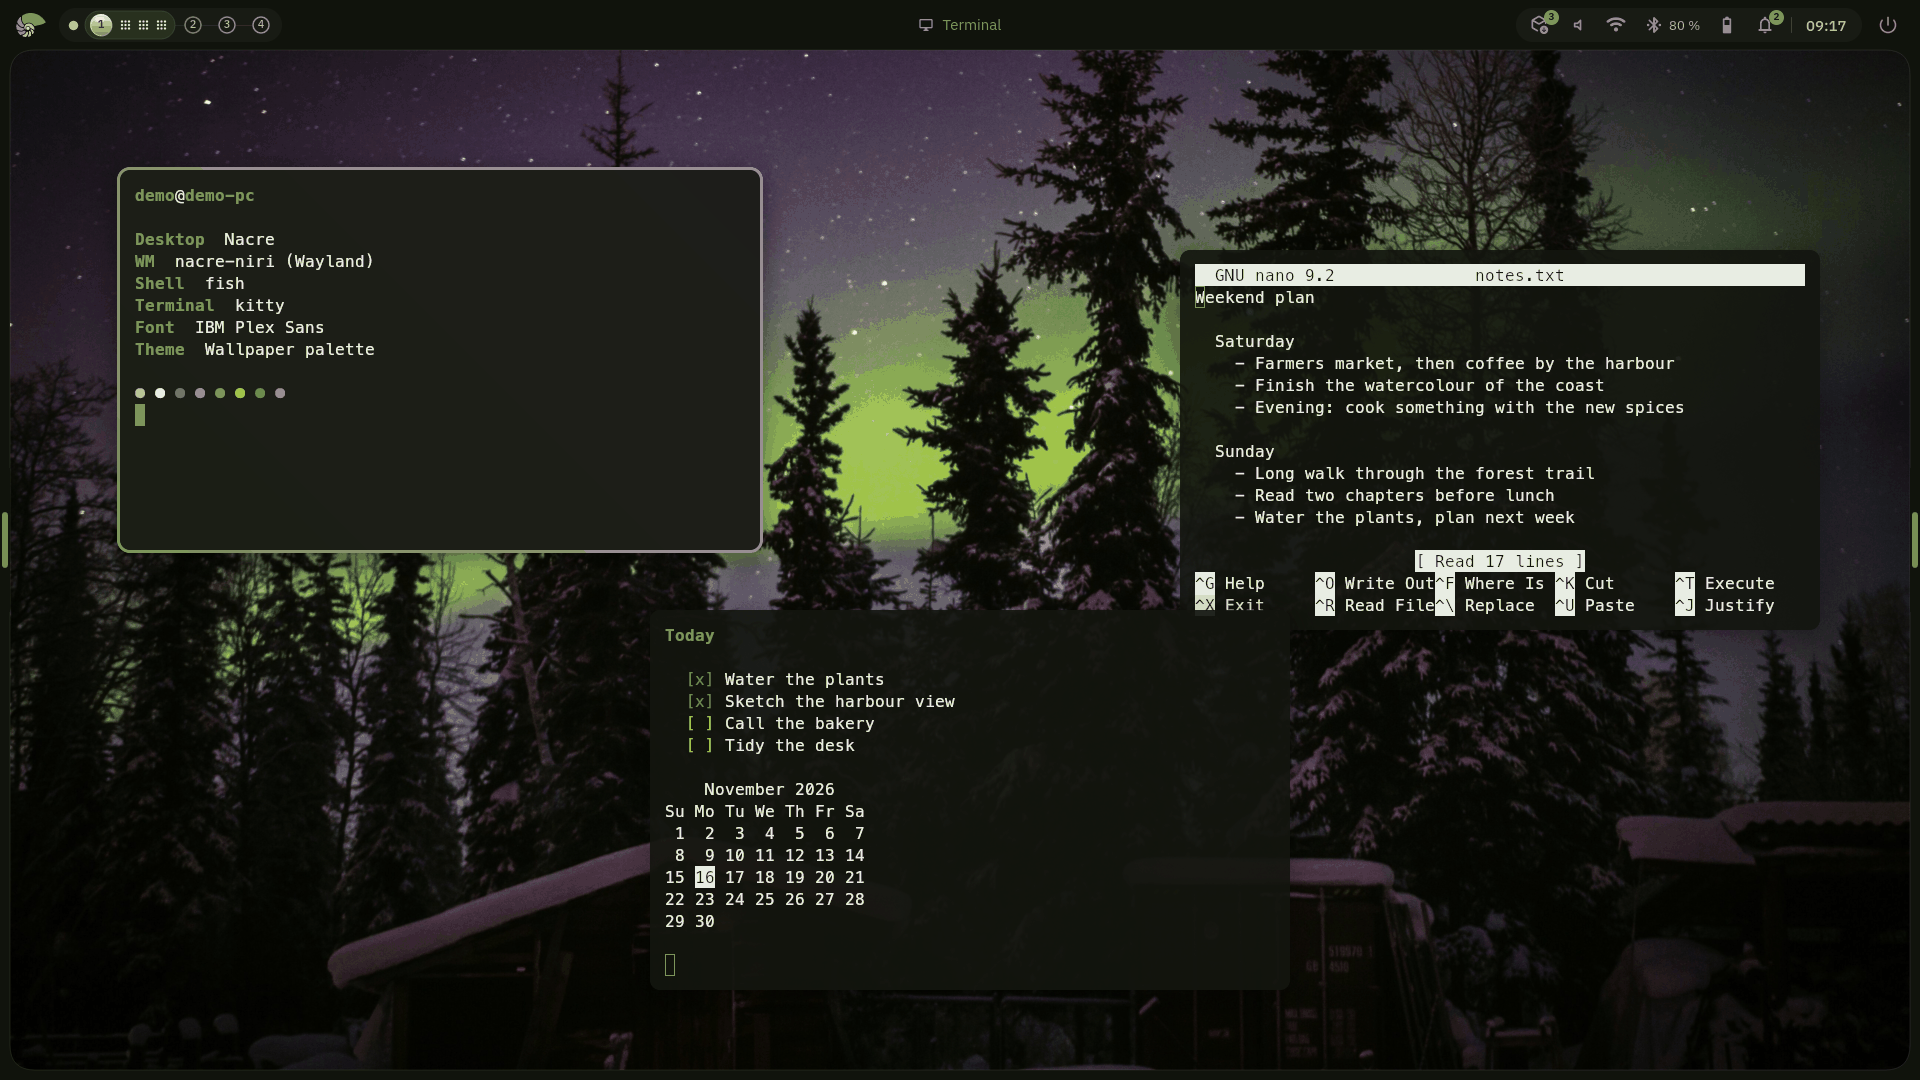 1 2 3 4
Terminal
3
80 %
2
09:17
demo@demo-pc
Desktop Nacre
WM nacre-niri (Wayland)
Shell fish
Terminal kitty
Font IBM Plex Sans
Theme Wallpaper palette
GNU nano 9.2 notes.txt
Weekend plan
Saturday
- Farmers market, then coffee by the harbour
- Finish the watercolour of the coast
- Evening: cook something with the new spices
Sunday
- Long walk through the forest trail
- Read two chapters before lunch
- Water the plants, plan next week
[ Read 17 lines ]
^G Help ^O Write Out ^F Where Is ^K Cut ^T Execute
^X Exit ^R Read File ^\ Replace ^U Paste ^J Justify
Today
[x] Water the plants
[x] Sketch the harbour view
[ ] Call the bakery
[ ] Tidy the desk
November 2026
Su Mo Tu We Th Fr Sa
1 2 3 4 5 6 7
8 9 10 11 12 13 14
15 16 17 18 19 20 21
22 23 24 25 26 27 28
29 30